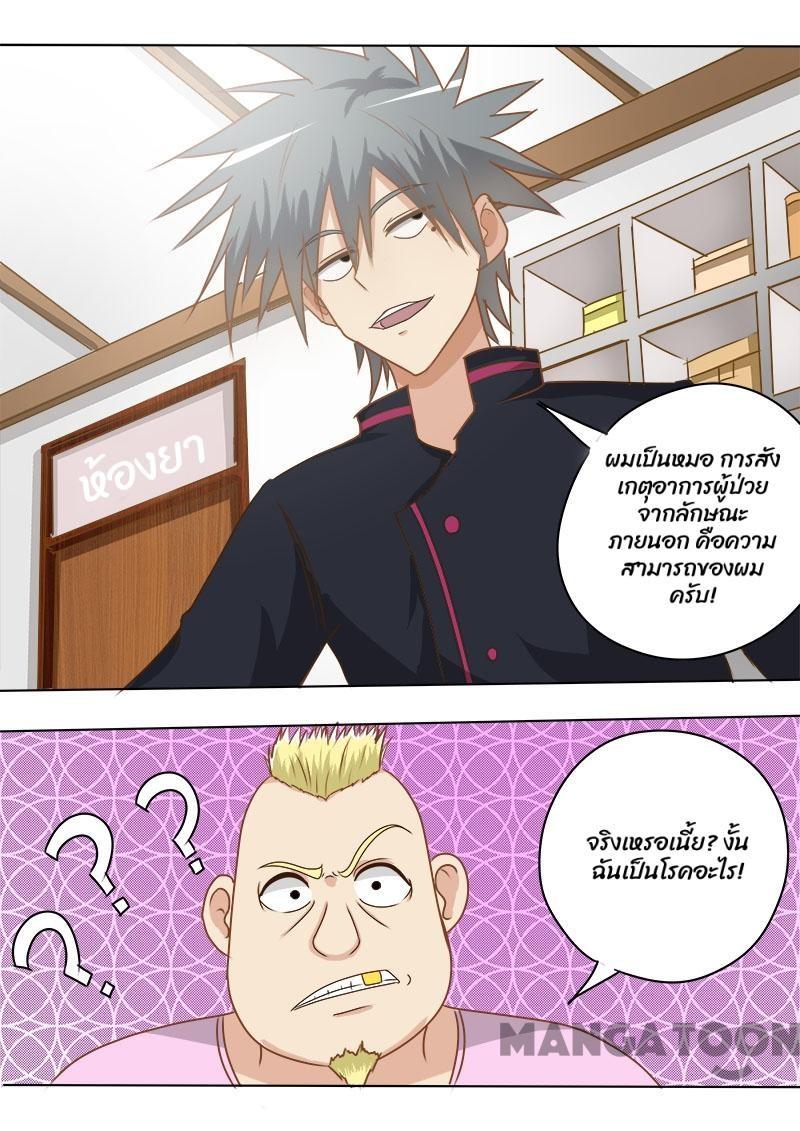 ห้องยา
ผมเป็นหมอ การสัง
เกตุอาการผู้ป่วย
จากลักษณะ
ภายนอก คือความ
สามารถของผม
ครับ!
????
จริงเหรอเนี้ย? งั้น
ฉันเป็นโรคอะไร!
MANGATOON